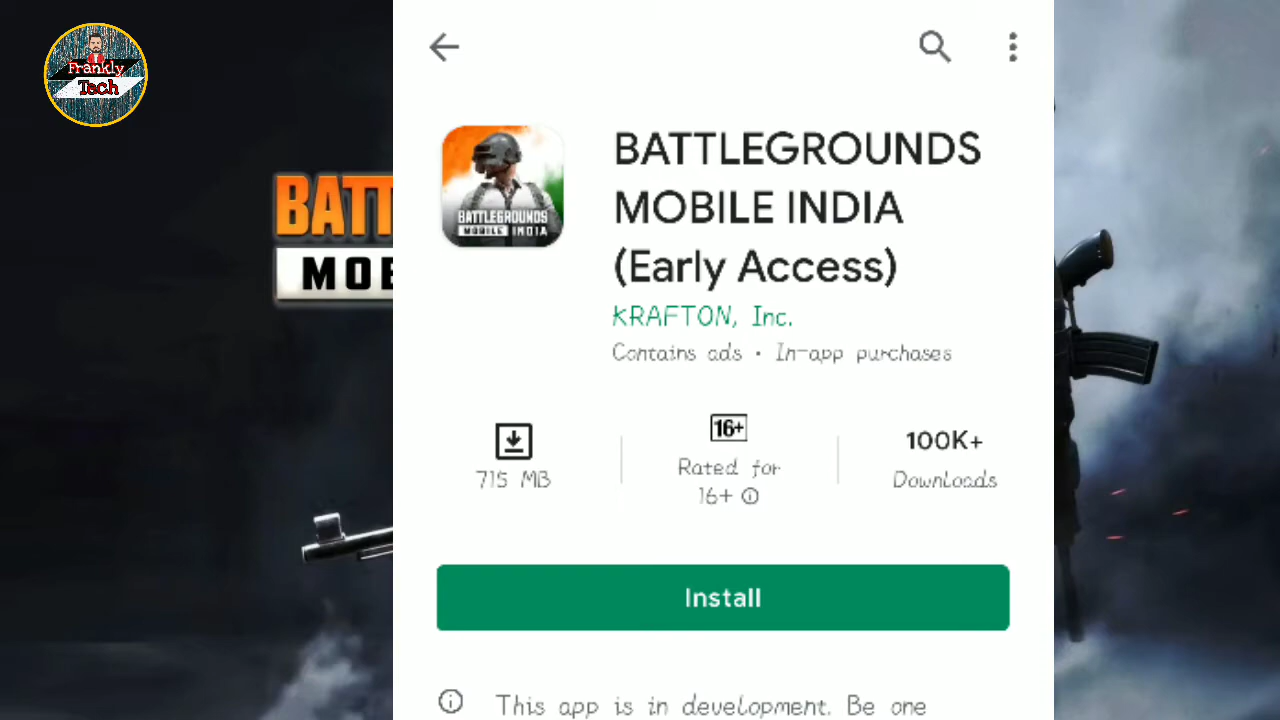 Frankly
Tech
BATT
MOB
BATTLEGROUNDS
MOBILE INDIA
BATTLEGROUNDS
MOBILE INDIA
(Early Access)
KRAFTON, Inc.
Contains ads • In-app purchases
715 MB
16+
Rated for
16+
100K+
Downloads
Install
This app is in development. Be one